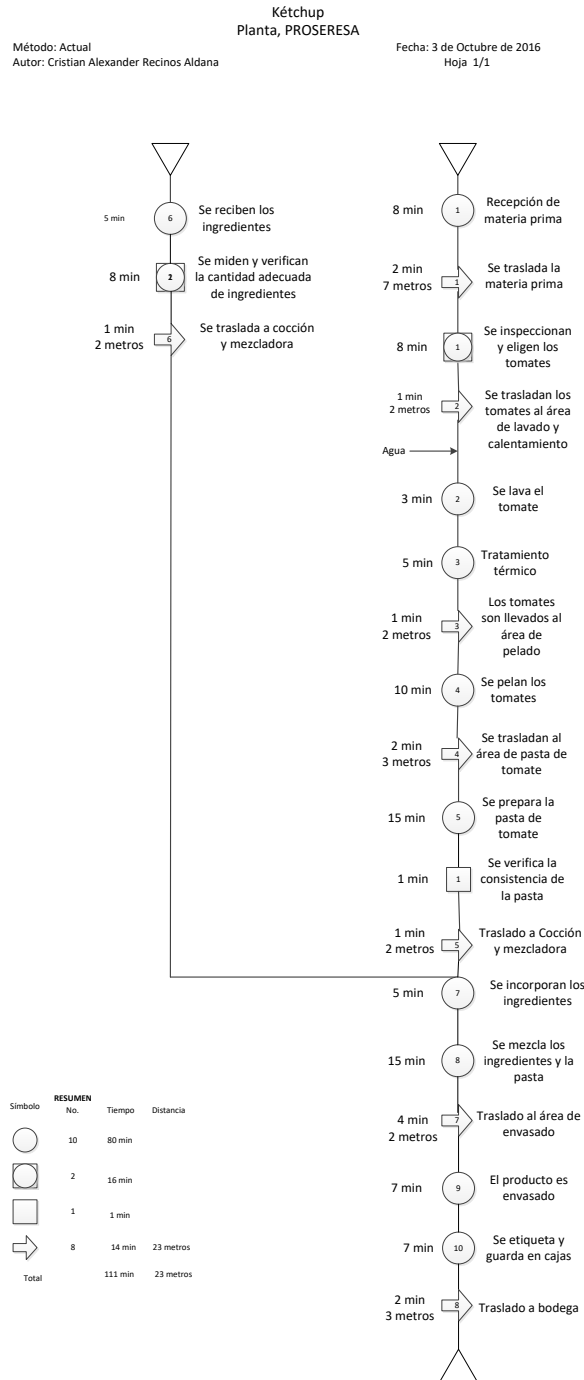 Kétchup
Planta, PROSERESA
Método: Actual
Autor: Cristian Alexander Recinos Aldana
Fecha: 3 de Octubre de 2016
Hoja 1/1
5 min
6
Se reciben los
ingredientes
8 min
2
Se miden y verifican
la cantidad adecuada
de ingredientes
1 min
2 metros
6
Se traslada a cocción
y mezcladora
8 min
1
Recepción de
materia prima
2 min
7 metros
1
Se traslada la
materia prima
8 min
1
Se inspeccionan
y eligen los
tomates
1 min
2 metros
2
Se trasladan los
tomates al área
de lavado y
calentamiento
Agua
3 min
2
Se lava el
tomate
5 min
3
Tratamiento
térmico
1 min
2 metros
3
Los tomates
son llevados al
área de
pelado
10 min
4
Se pelan los
tomates
2 min
3 metros
4
Se trasladan al
área de pasta de
tomate
15 min
5
Se prepara la
pasta de
tomate
1 min
1
Se verifica la
consistencia de
la pasta
1 min
2 metros
5
Traslado a Cocción
y mezcladora
5 min
7
Se incorporan los
ingredientes
15 min
8
Se mezcla los
ingredientes y la
pasta
4 min
2 metros
7
Traslado al área de
envasado
7 min
9
El producto es
envasado
7 min
10
Se etiqueta y
guarda en cajas
2 min
3 metros
8
Traslado a bodega
RESUMEN
Símbolo No. Tiempo Distancia
10 80 min
2 16 min
1 1 min
8 14 min 23 metros
Total 111 min 23 metros